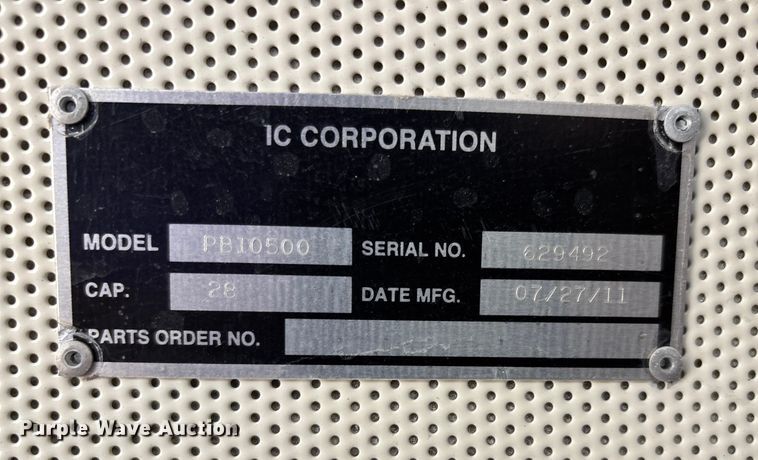 IC CORPORATION
MODEL PB10500 SERIAL NO. 629492
CAP. 28 DATE MFG. 07/27/11
PARTS ORDER NO.
Purple Wave Auction